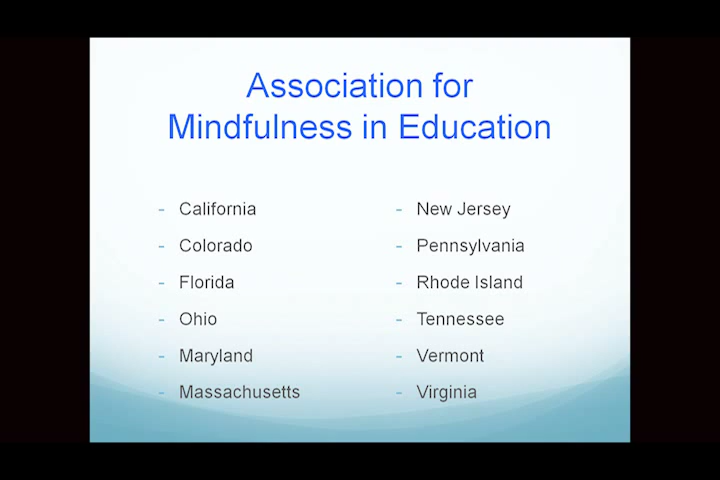 Association for
Mindfulness in Education
- California
- Colorado
- Florida
- Ohio
- Maryland
- Massachusetts
- New Jersey
- Pennsylvania
- Rhode Island
- Tennessee
- Vermont
- Virginia